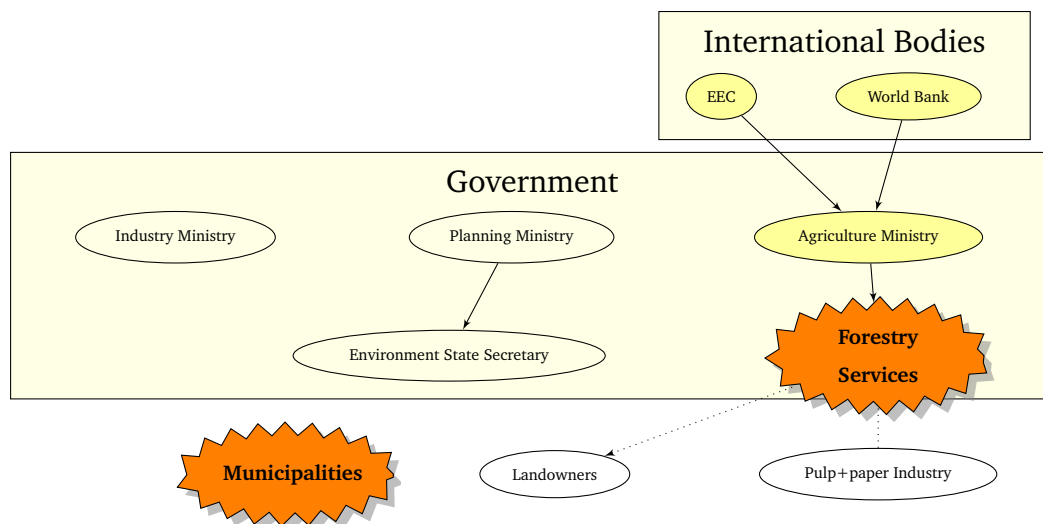 International Bodies
EEC
World Bank
Government
Industry Ministry
Planning Ministry
Agriculture Ministry
Environment State Secretary
Forestry
Services
Municipalities
Landowners
Pulp+paper Industry